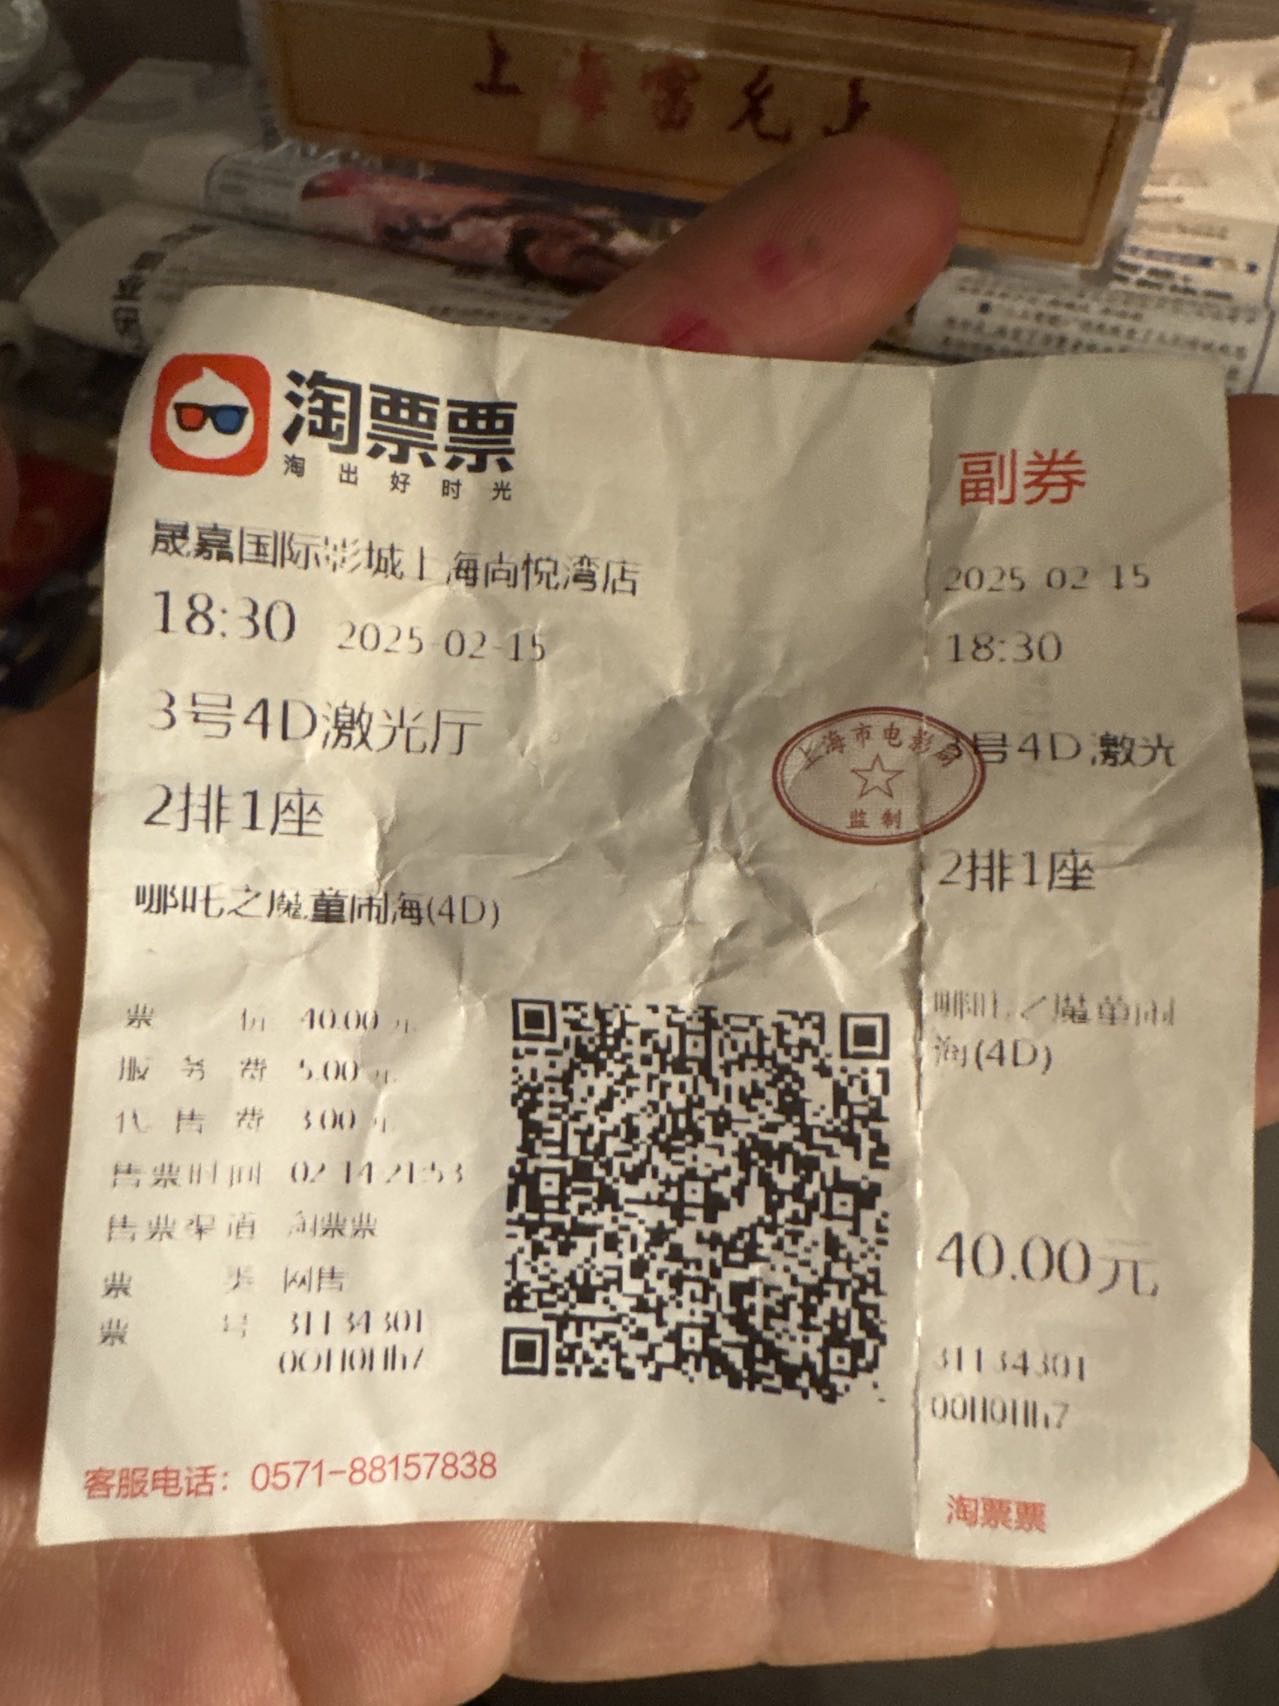 淘票票
淘出好时光
晟嘉国际影城上海尚悦湾店
18:30 2025-02-15
3号4D激光厅
2排1座
哪吒之魔童闹海(4D)
票价 40.00元
服务费 5.00元
代售费 3.00元
售票时间 02-14 21:53
售票渠道 淘票票
票类 网售
票号 31134301
客服电话：0571-88157838
上海市电影局
监制
副券
2025-02-15
18:30
3号4D激光
2排1座
哪吒之魔童闹
海(4D)
40.00元
31134301
淘票票